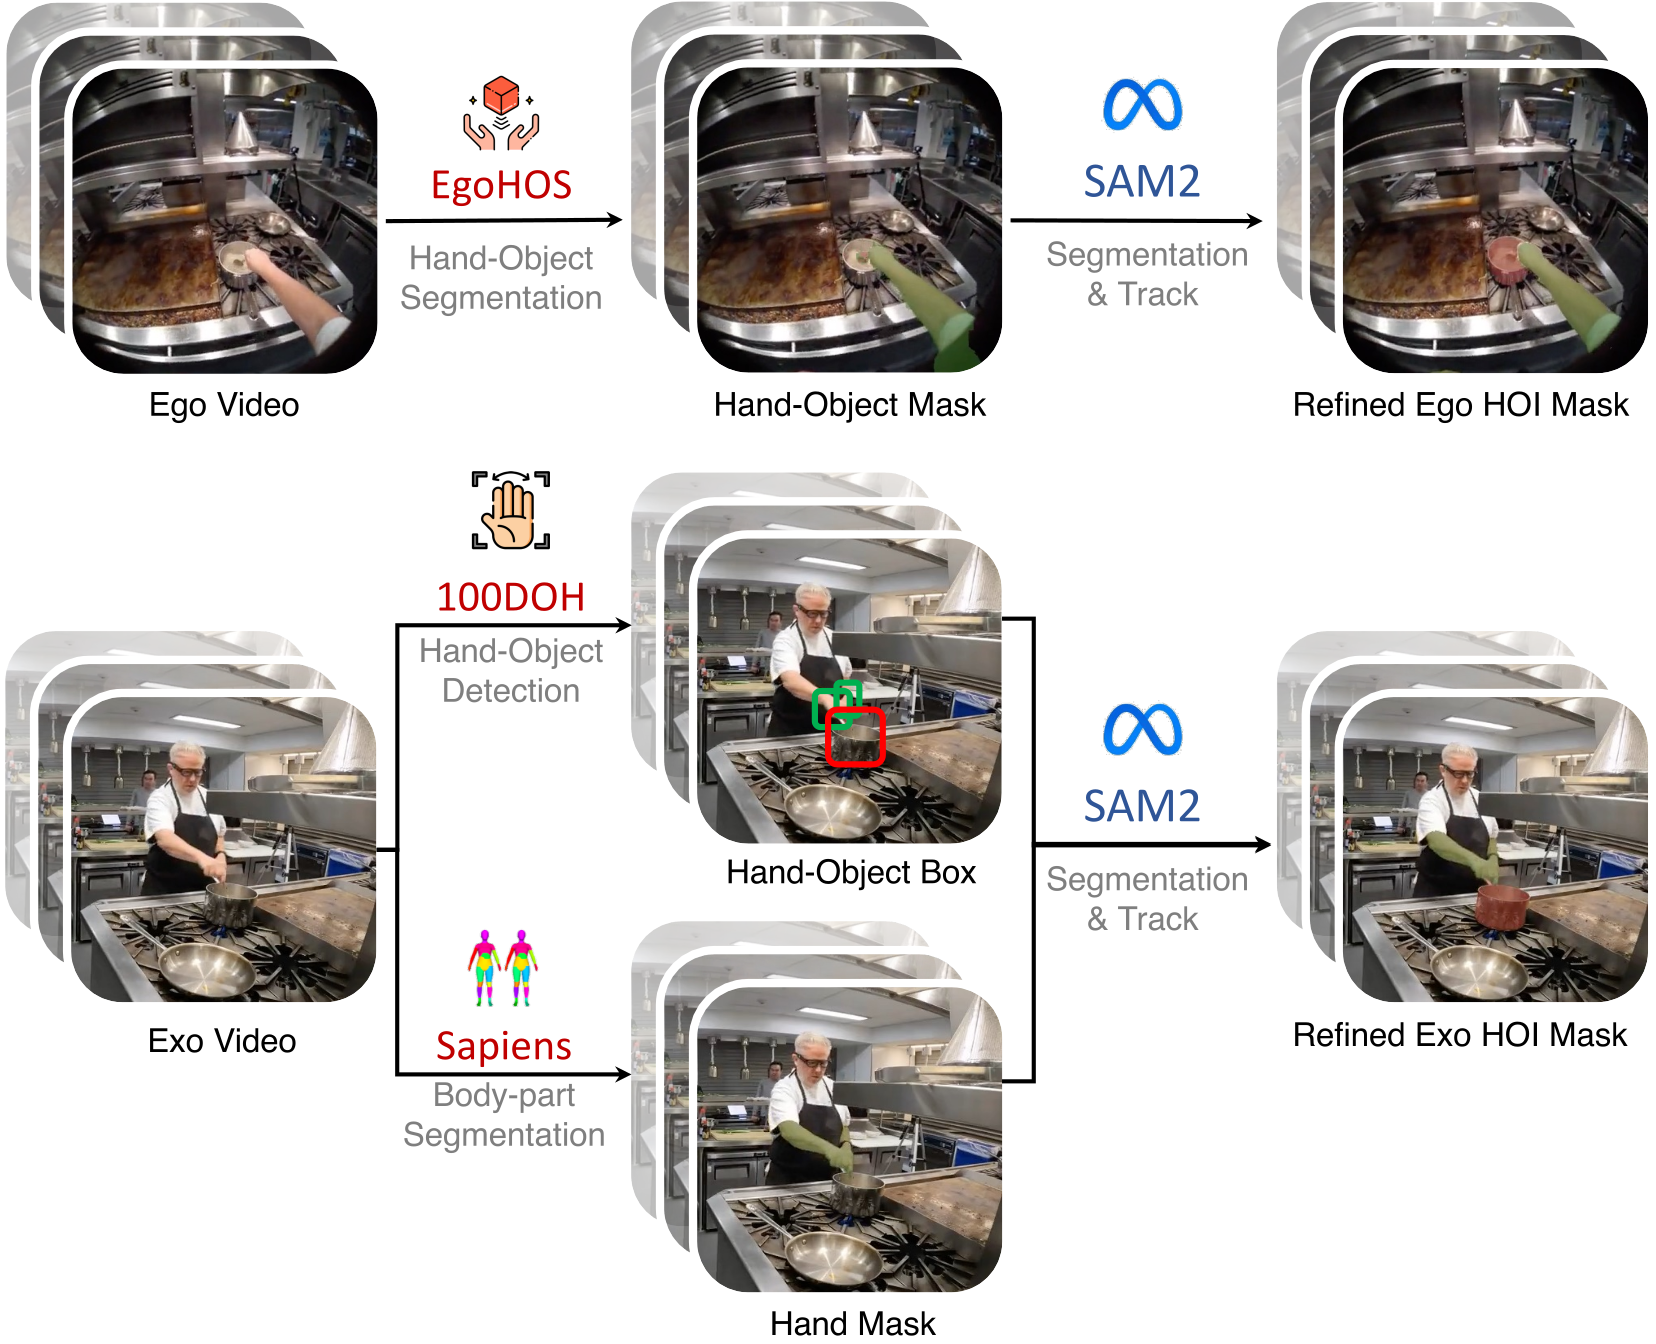 EgoHOS
Hand-Object
Segmentation
SAM2
Segmentation
& Track
Ego Video
Hand-Object Mask
Refined Ego HOI Mask
100DOH
Hand-Object
Detection
Hand-Object Box
SAM2
Segmentation
& Track
Exo Video
Refined Exo HOI Mask
Sapiens
Body-part
Segmentation
Hand Mask